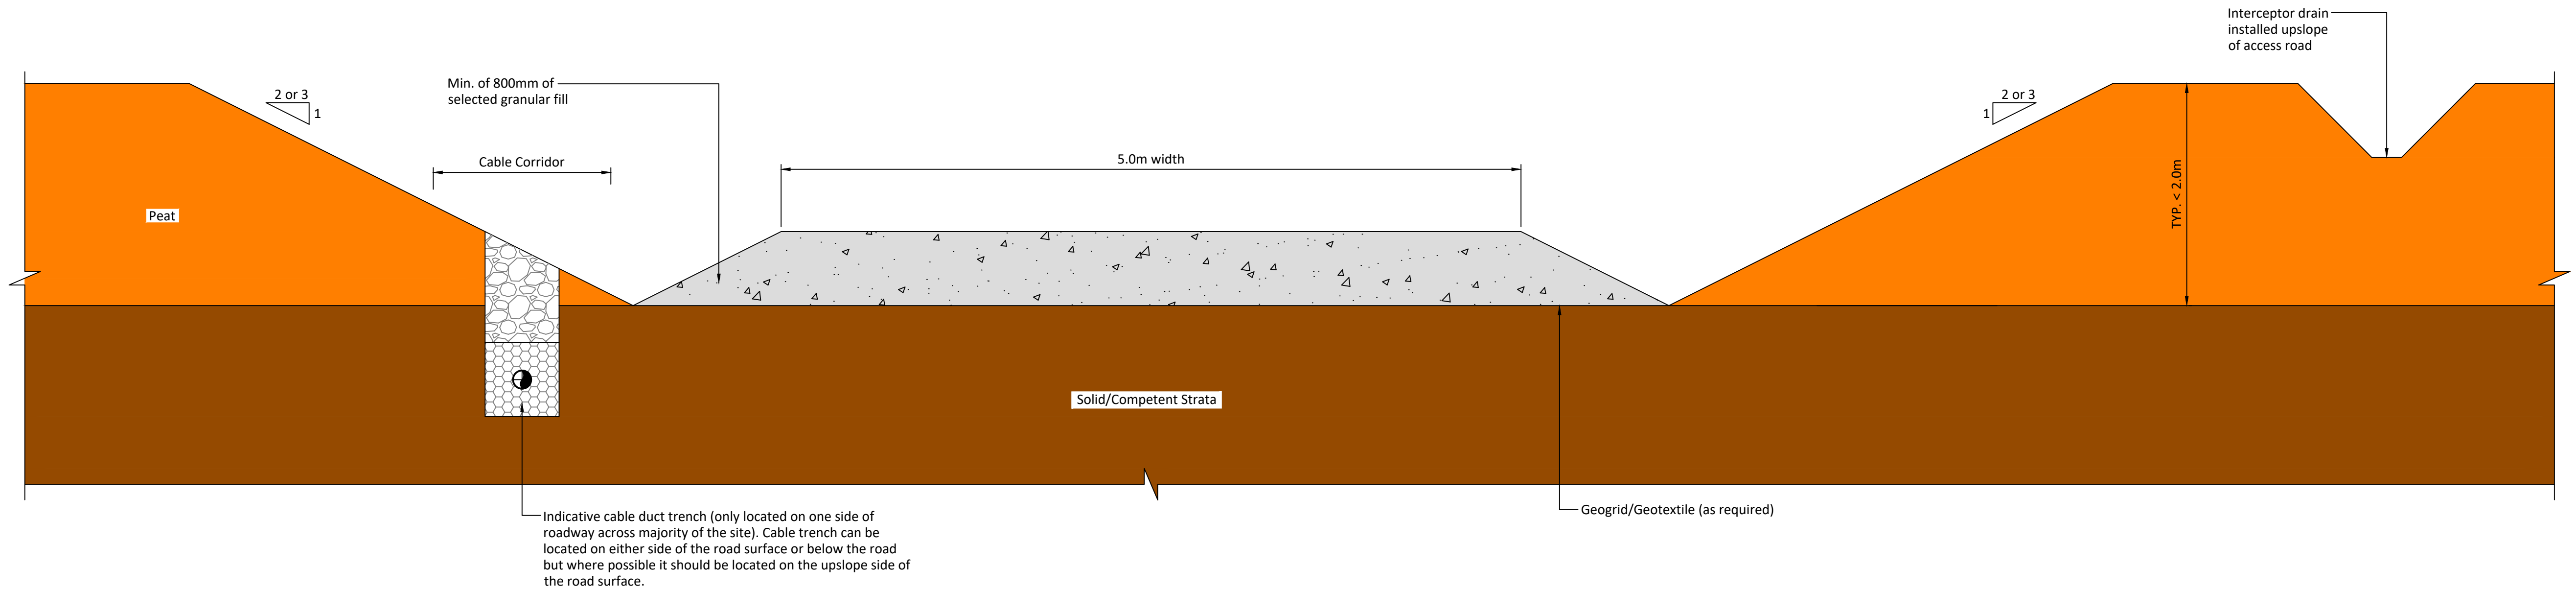 Interceptor drain
installed upslope
of access road
Min. of 800mm of
selected granular fill
2 or 3
1
2 or 3
1
Cable Corridor
5.0m width
TYP. < 2.0m
Peat
Solid/Competent Strata
Geogrid/Geotextile (as required)
Indicative cable duct trench (only located on one side of
roadway across majority of the site). Cable trench can be
located on either side of the road surface or below the road
but where possible it should be located on the upslope side of
the road surface.